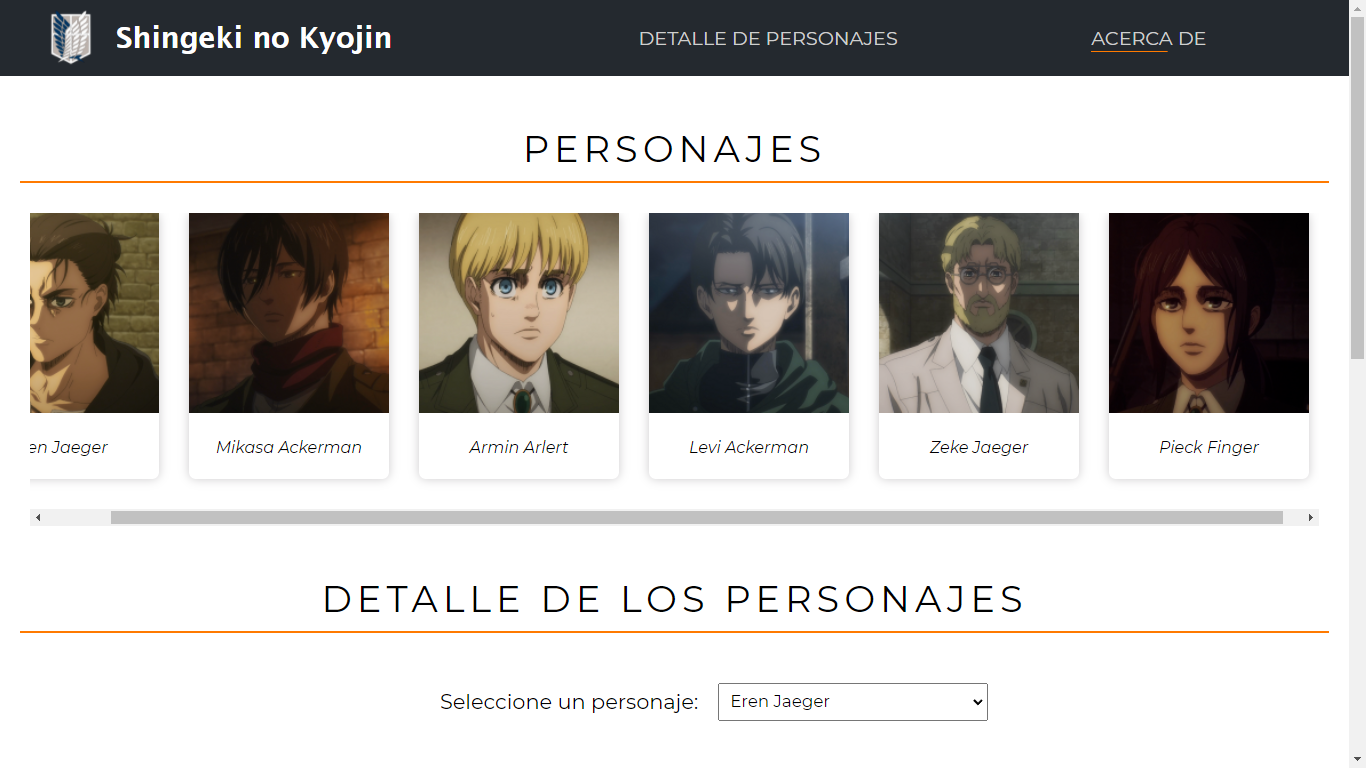 Shingeki no Kyojin
DETALLE DE PERSONAJES
ACERCA DE
PERSONAJES
en Jaeger
Mikasa Ackerman
Armin Arlert
Levi Ackerman
Zeke Jaeger
Pieck Finger
DETALLE DE LOS PERSONAJES
Seleccione un personaje:
Eren Jaeger